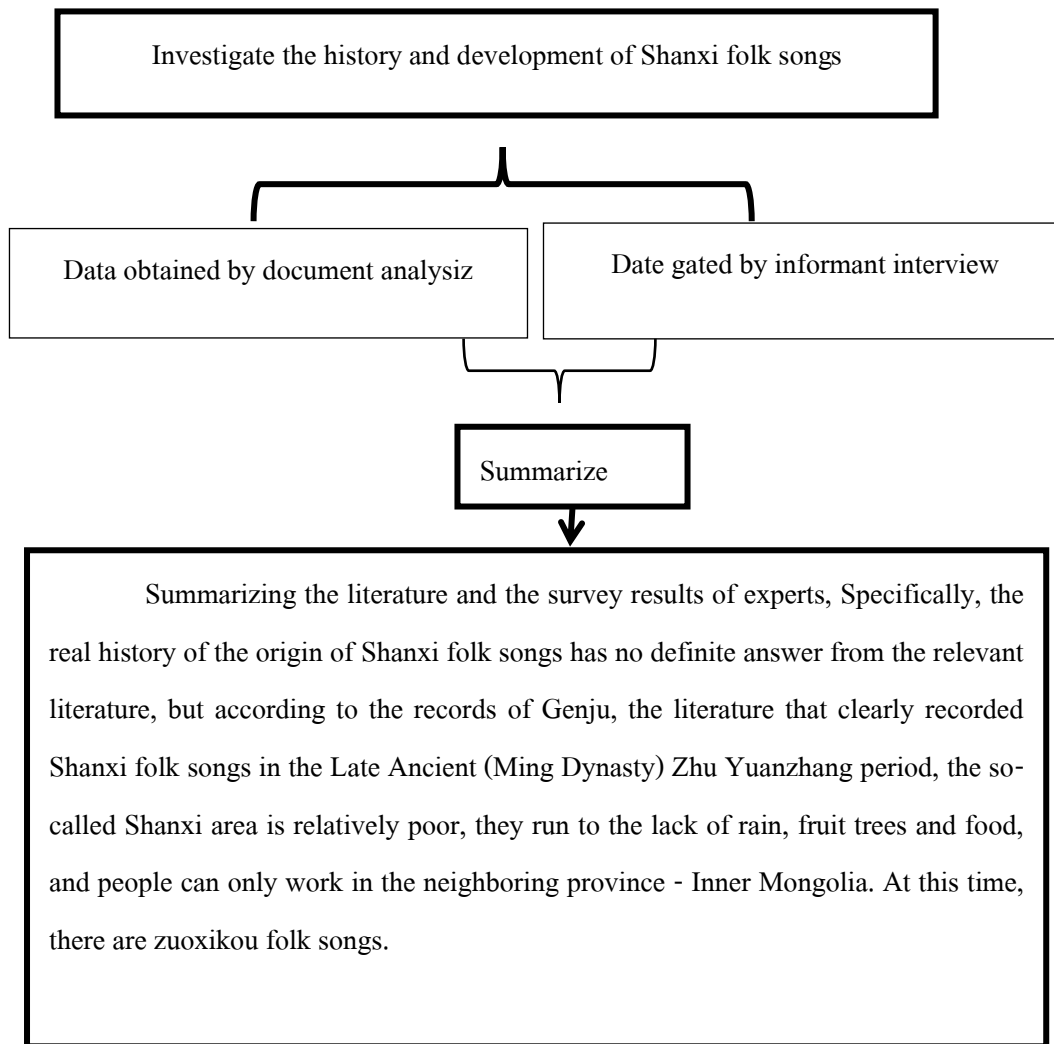 Investigate the history and development of Shanxi folk songs
Data obtained by document analysiz
Date gated by informant interview
Summarize
Summarizing the literature and the survey results of experts, Specifically, the
real history of the origin of Shanxi folk songs has no definite answer from the relevant
literature, but according to the records of Genju, the literature that clearly recorded
Shanxi folk songs in the Late Ancient (Ming Dynasty) Zhu Yuanzhang period, the so-
called Shanxi area is relatively poor, they run to the lack of rain, fruit trees and food,
and people can only work in the neighboring province - Inner Mongolia. At this time,
there are zuoxikou folk songs.